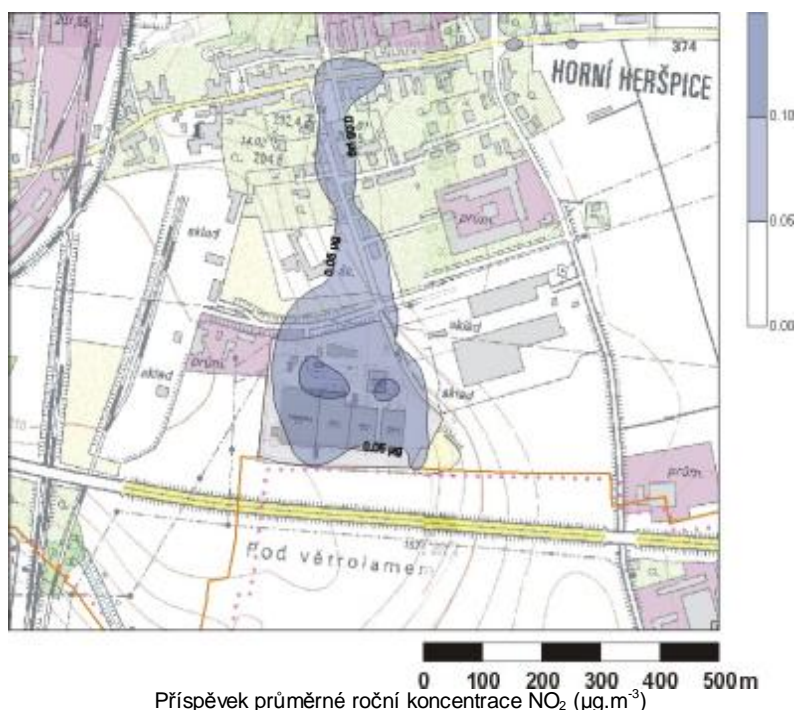 374
HORNÍ HERŠPICE
0.10
0.05
0.00
prům.
sklad
0.05 µg
sklad
sklad
prům.
sklad
0.05 µg
prům.
Pod větrolamem
0 100 200 300 400 500m
Příspěvek průměrné roční koncentrace NO₂ (µg.m⁻³)